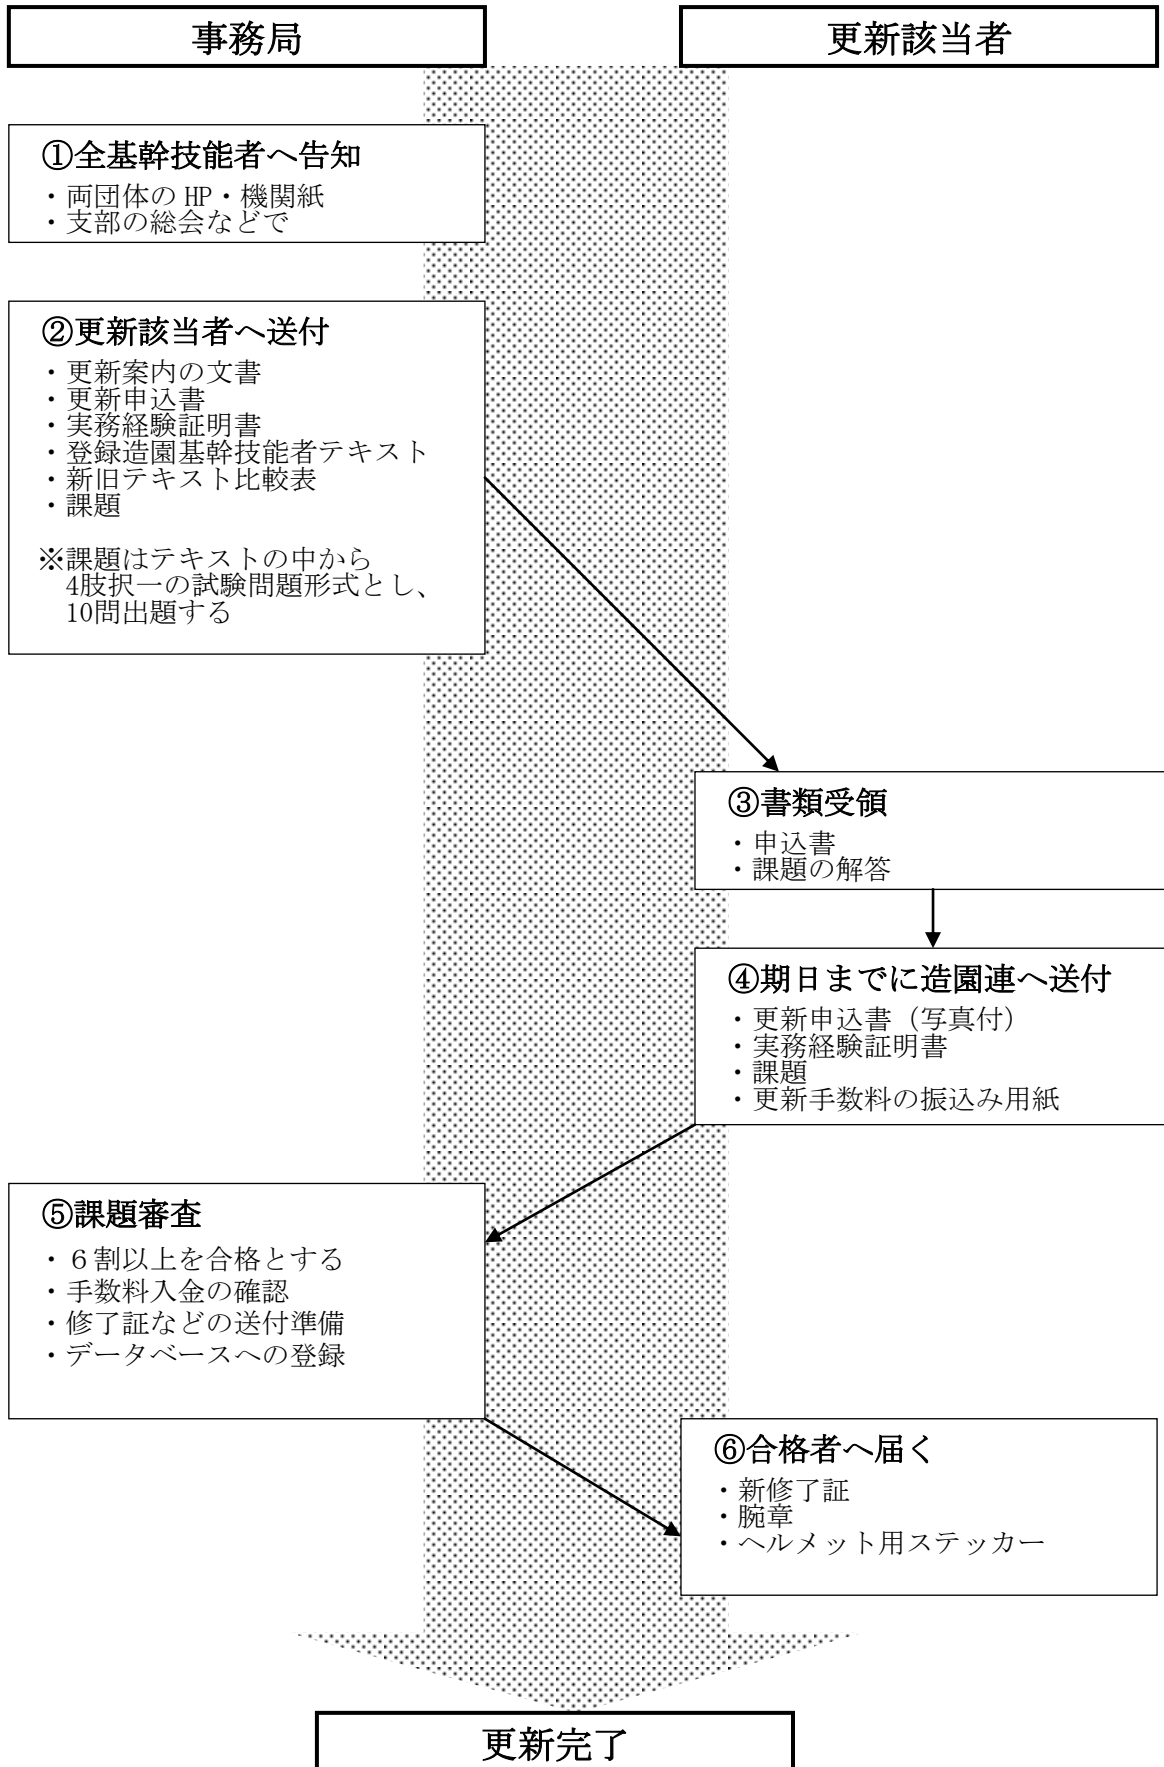 事務局
更新該当者
①全基幹技能者へ告知
・両団体の HP・機関紙
・支部の総会などで
②更新該当者へ送付
・更新案内の文書
・更新申込書
・実務経験証明書
・登録造園基幹技能者テキスト
・新旧テキスト比較表
・課題
※課題はテキストの中から
4肢択一の試験問題形式とし、
10問出題する
③書類受領
・申込書
・課題の解答
④期日までに造園連へ送付
・更新申込書（写真付）
・実務経験証明書
・課題
・更新手数料の振込み用紙
⑤課題審査
・６割以上を合格とする
・手数料入金の確認
・修了証などの送付準備
・データベースへの登録
⑥合格者へ届く
・新修了証
・腕章
・ヘルメット用ステッカー
更新完了